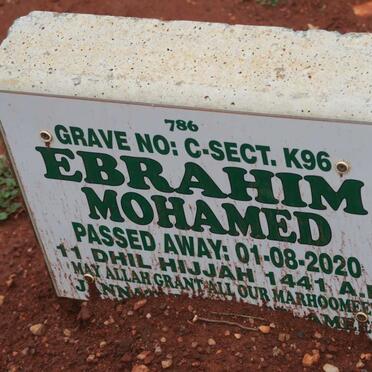 786
GRAVE NO: C-SECT. K96
EBRAHIM
MOHAMED
PASSED AWAY: 01-08-2020
11 DHIL HIJJAH 1441 A.
MAY ALLAH GRANT ALL OUR MARHOOMEE